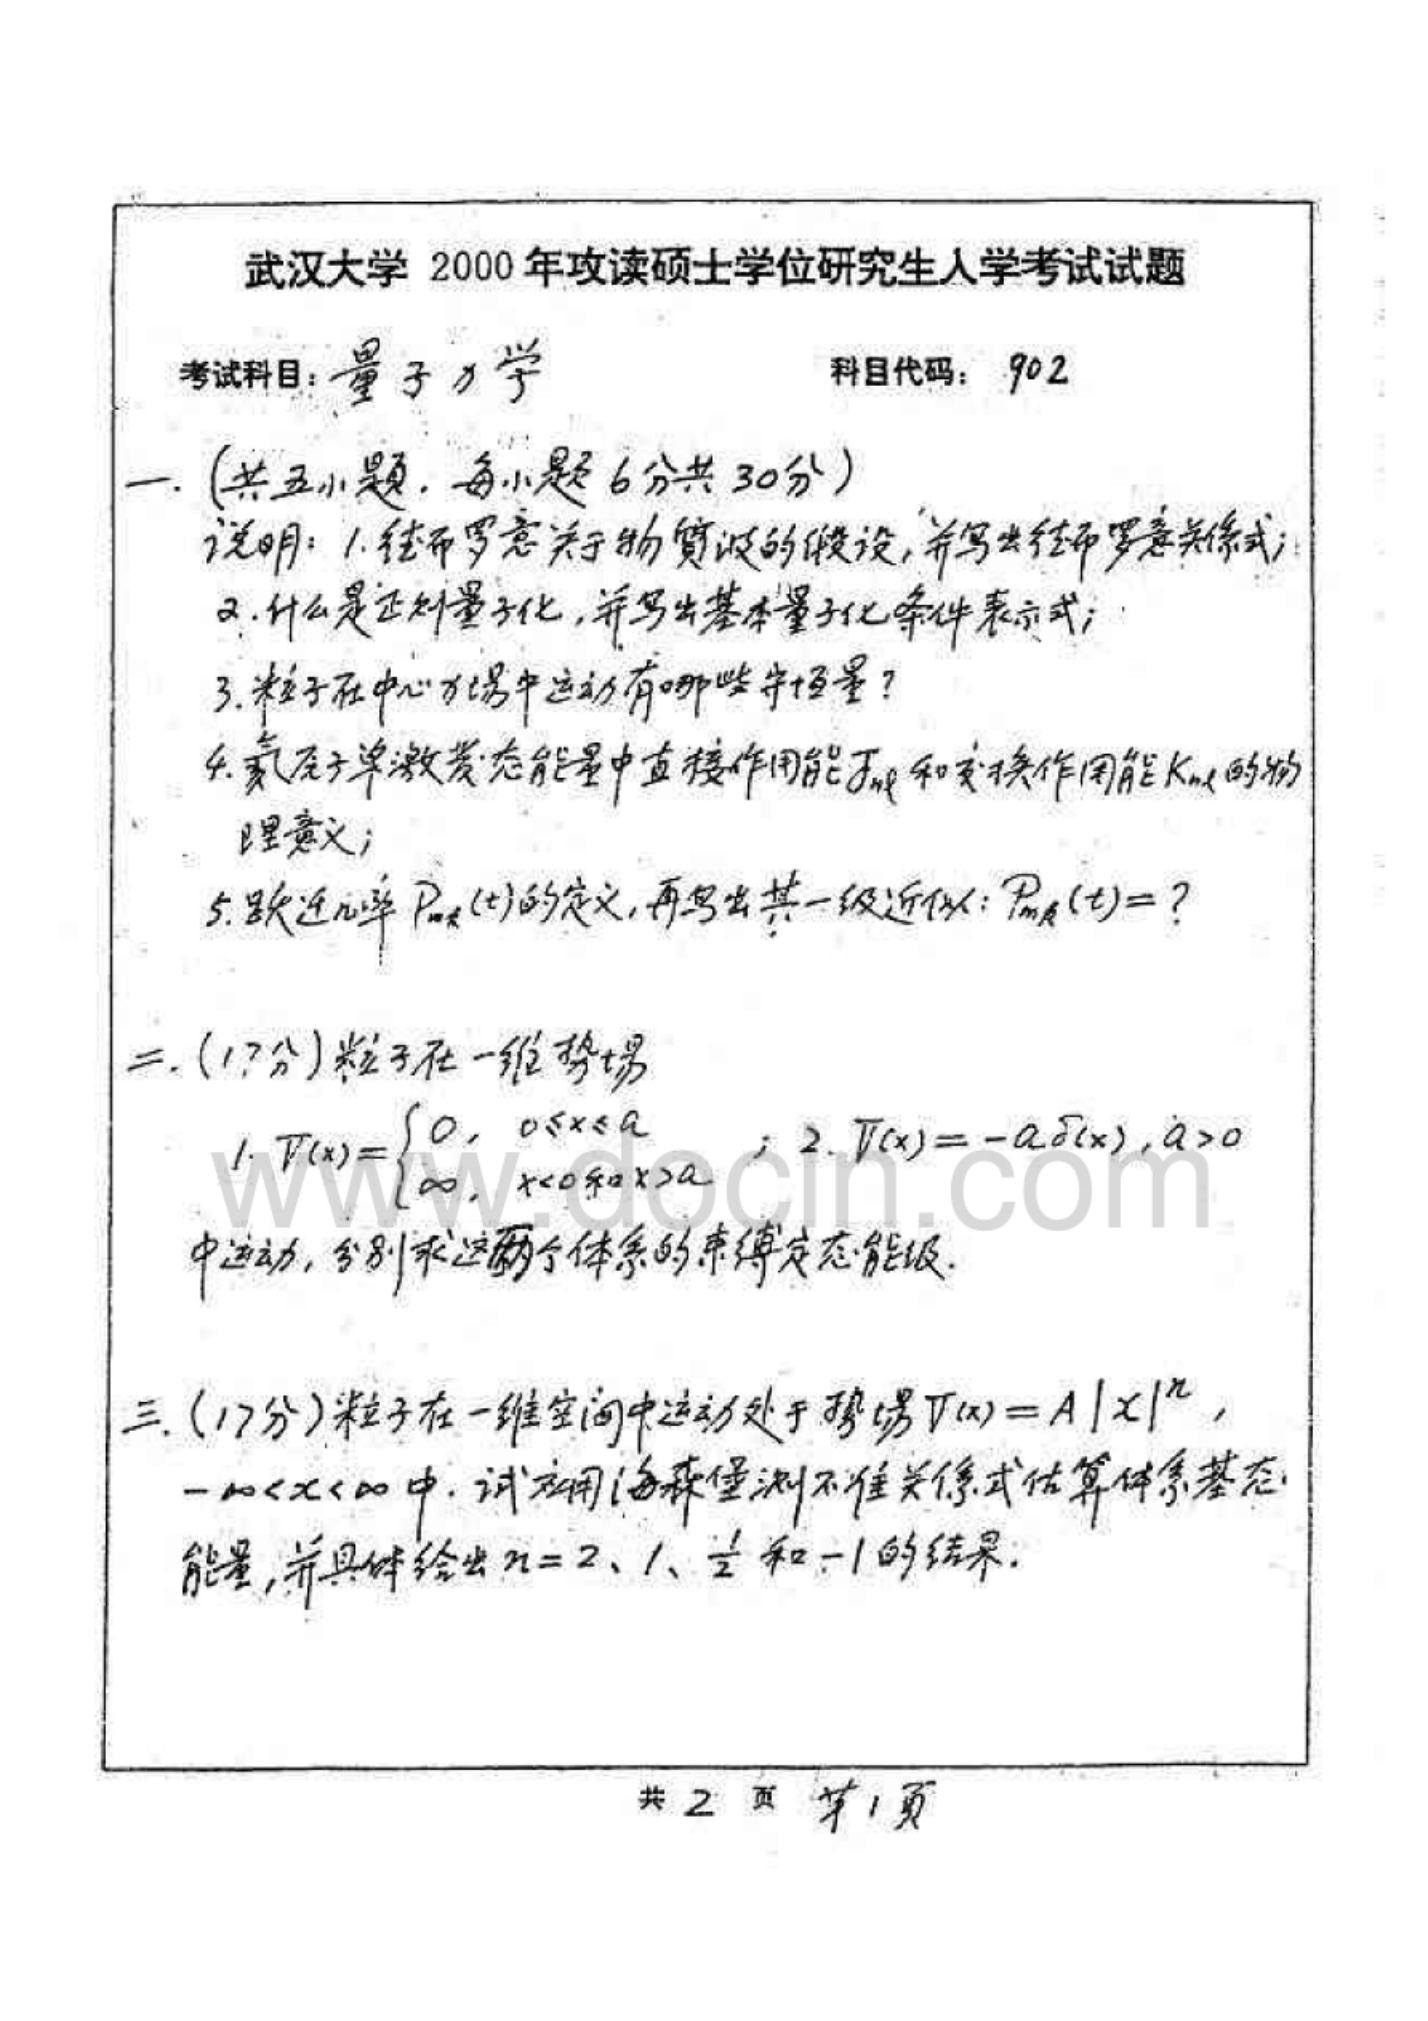 武汉大学 2000年攻读硕士学位研究生入学考试试题
考试科目：量子力学 科目代码：902
一．(共五小题．每小题6分共30分)
说明：1.德布罗意关于物質波的假设，并写出德布罗意关係式；
2.什么是正则量子化，并写出基本量子化条件表示式；
3.粒子在中心力場中运动有哪些守恒量？
4.氦原子单激发态能量中直接作用能Jnl和交换作用能Knl的物
理意义；
5.跃迁几率Pmk(t)的定义，再写出其一级近似：Pmk(t)=？
二．(17分)粒子在一维势場
1. V(x)={0, 0≤x≤a ; 2. V(x)=-aδ(x), a>0
∞, x<0和x>a
www.docin.com
中运动，分别求这两个体系的束缚定态能级．
三．(17分)粒子在一维空间中运动处于势場V(x)=A|x|ⁿ，
-∞<x<∞中．试应用海森堡测不准关係式估算体系基态
能量，并具体给出n=2、1、½和-1的结果．
共2页 第1页